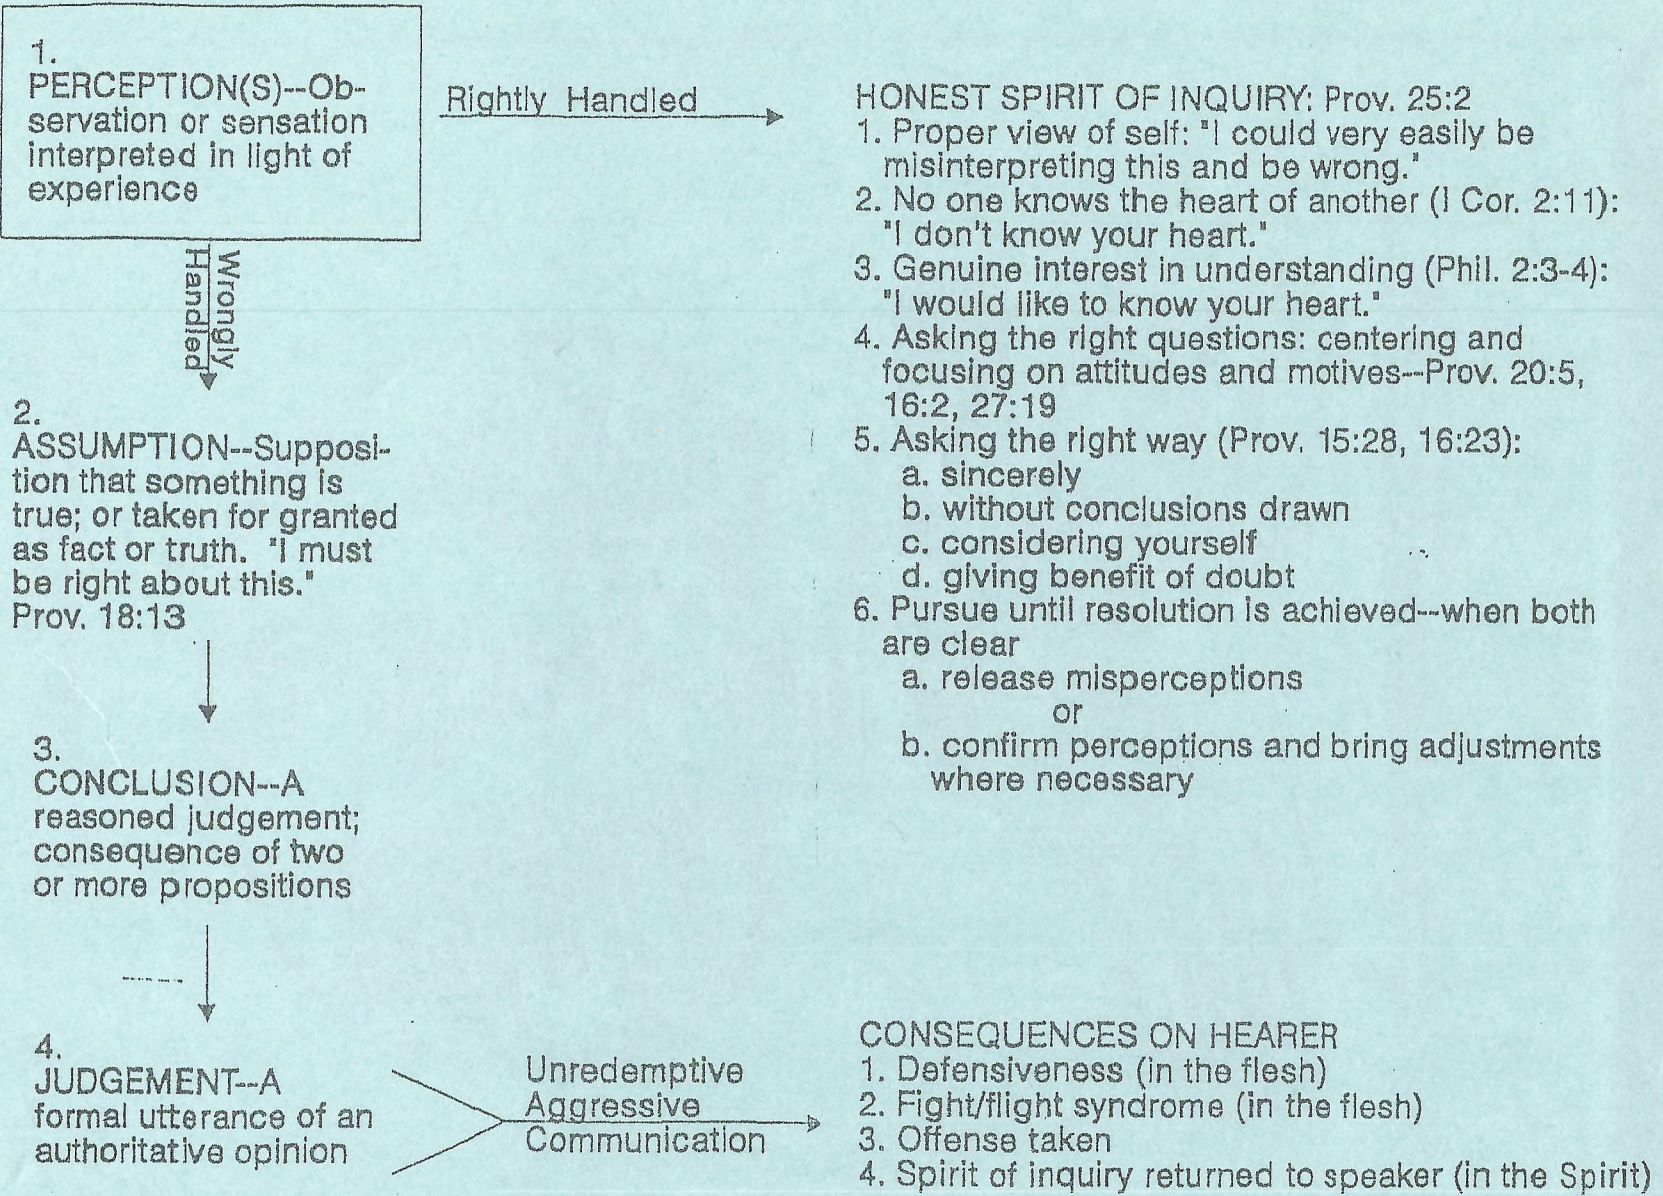 1.
PERCEPTION(S)--Ob-
servation or sensation
interpreted in light of
experience
Rightly Handled
Wrongly
Handled
2.
ASSUMPTION--Supposi-
tion that something is
true; or taken for granted
as fact or truth. "I must
be right about this."
Prov. 18:13
3.
CONCLUSION--A
reasoned judgement;
consequence of two
or more propositions
4.
JUDGEMENT--A
formal utterance of an
authoritative opinion
Unredemptive
Aggressive
Communication
HONEST SPIRIT OF INQUIRY: Prov. 25:2
1. Proper view of self: "I could very easily be
misinterpreting this and be wrong."
2. No one knows the heart of another (I Cor. 2:11):
"I don't know your heart."
3. Genuine interest in understanding (Phil. 2:3-4):
"I would like to know your heart."
4. Asking the right questions: centering and
focusing on attitudes and motives--Prov. 20:5,
16:2, 27:19
5. Asking the right way (Prov. 15:28, 16:23):
a. sincerely
b. without conclusions drawn
c. considering yourself
d. giving benefit of doubt
6. Pursue until resolution is achieved--when both
are clear
a. release misperceptions
or
b. confirm perceptions and bring adjustments
where necessary
CONSEQUENCES ON HEARER
1. Defensiveness (in the flesh)
2. Fight/flight syndrome (in the flesh)
3. Offense taken
4. Spirit of inquiry returned to speaker (in the Spirit)